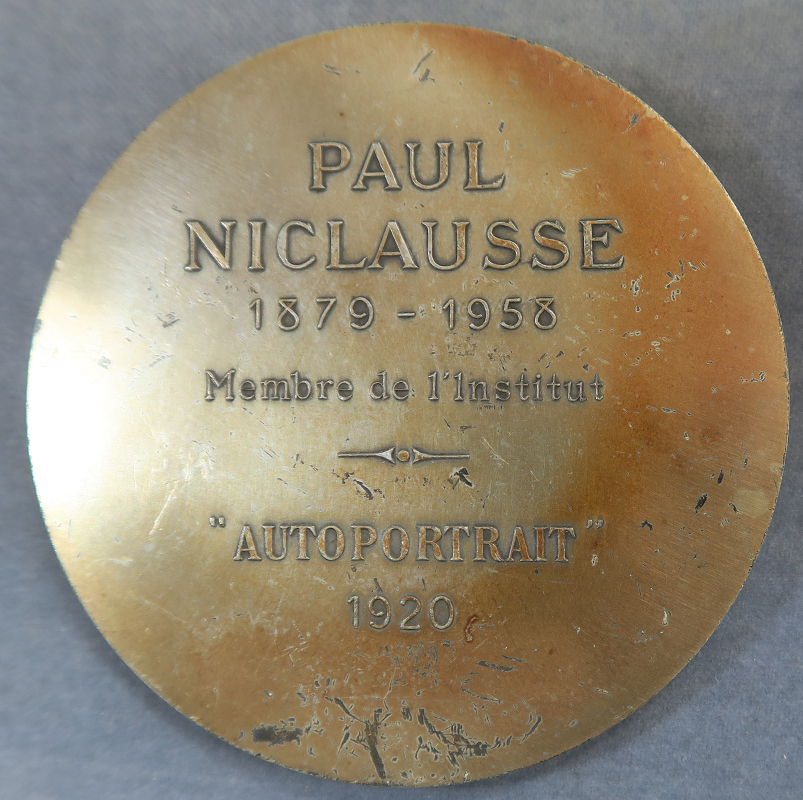 PAUL
NICLAUSSE
1879 - 1958
Membre de l'Institut
"AUTOPORTRAIT"
1920